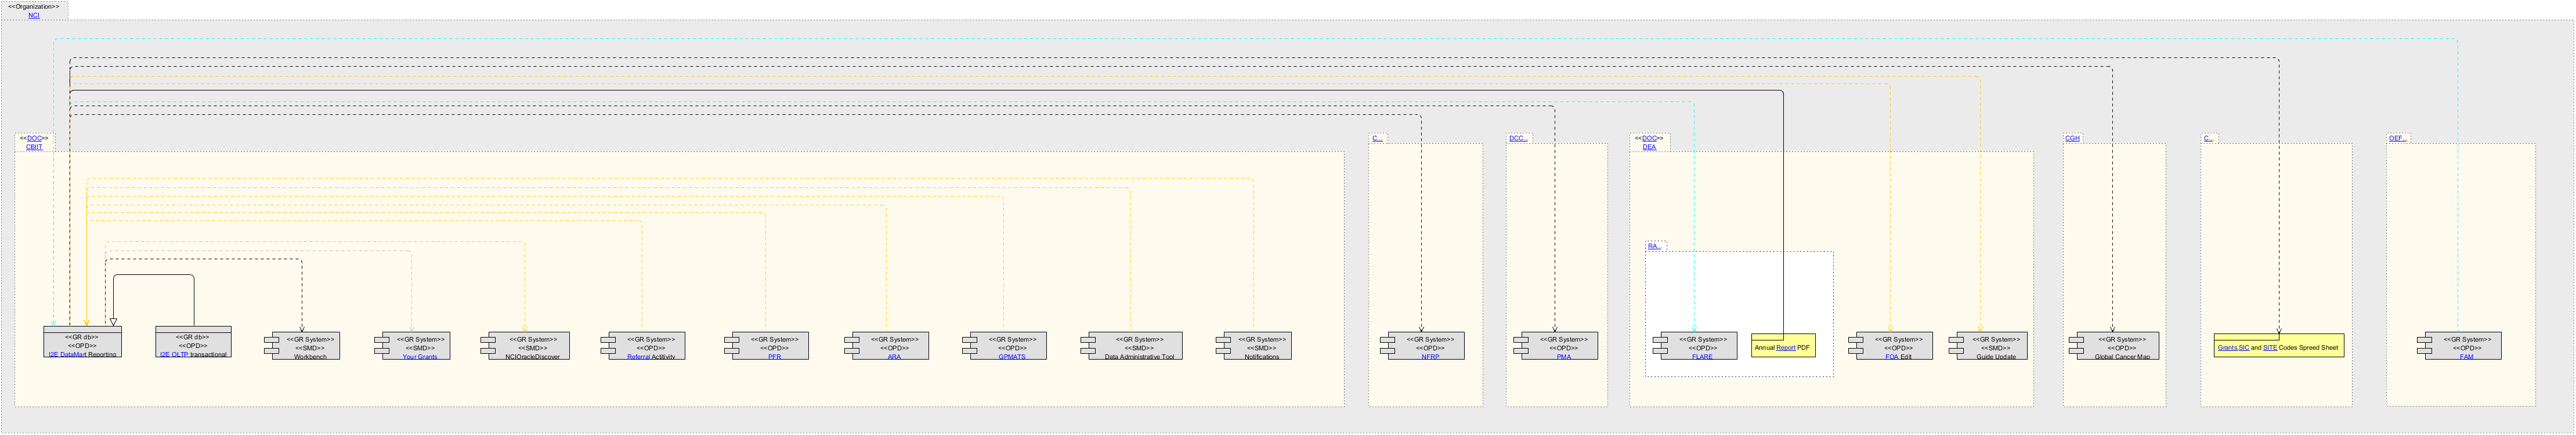 <<Organization>>
NCI
<<DOC>>
CBIIT
C...
DCC...
<<DOC>>
DEA
CGH
C...
OEF...
RA...
<<GR db>>
<<OPD>>
I2E DataMart Reporting
<<GR db>>
<<OPD>>
I2E OLTP transactional
<<GR System>>
<<SMD>>
Workbench
<<GR System>>
<<SMD>>
Your Grants
<<GR System>>
<<SMD>>
NCIOracleDiscover
<<GR System>>
<<OPD>>
Referral Actitivity
<<GR System>>
<<OPD>>
PFR
<<GR System>>
<<OPD>>
ARA
<<GR System>>
<<OPD>>
GPMATS
<<GR System>>
<<SMD>>
Data Administrative Tool
<<GR System>>
<<SMD>>
Notifications
<<GR System>>
<<OPD>>
NFRP
<<GR System>>
<<OPD>>
PMA
<<GR System>>
<<OPD>>
FLARE
Annual Report PDF
<<GR System>>
<<OPD>>
FOA Edit
<<GR System>>
<<SMD>>
Guide Update
<<GR System>>
<<OPD>>
Global Cancer Map
Grants,SIC and SITE Codes Spreed Sheet
<<GR System>>
<<OPD>>
FAM